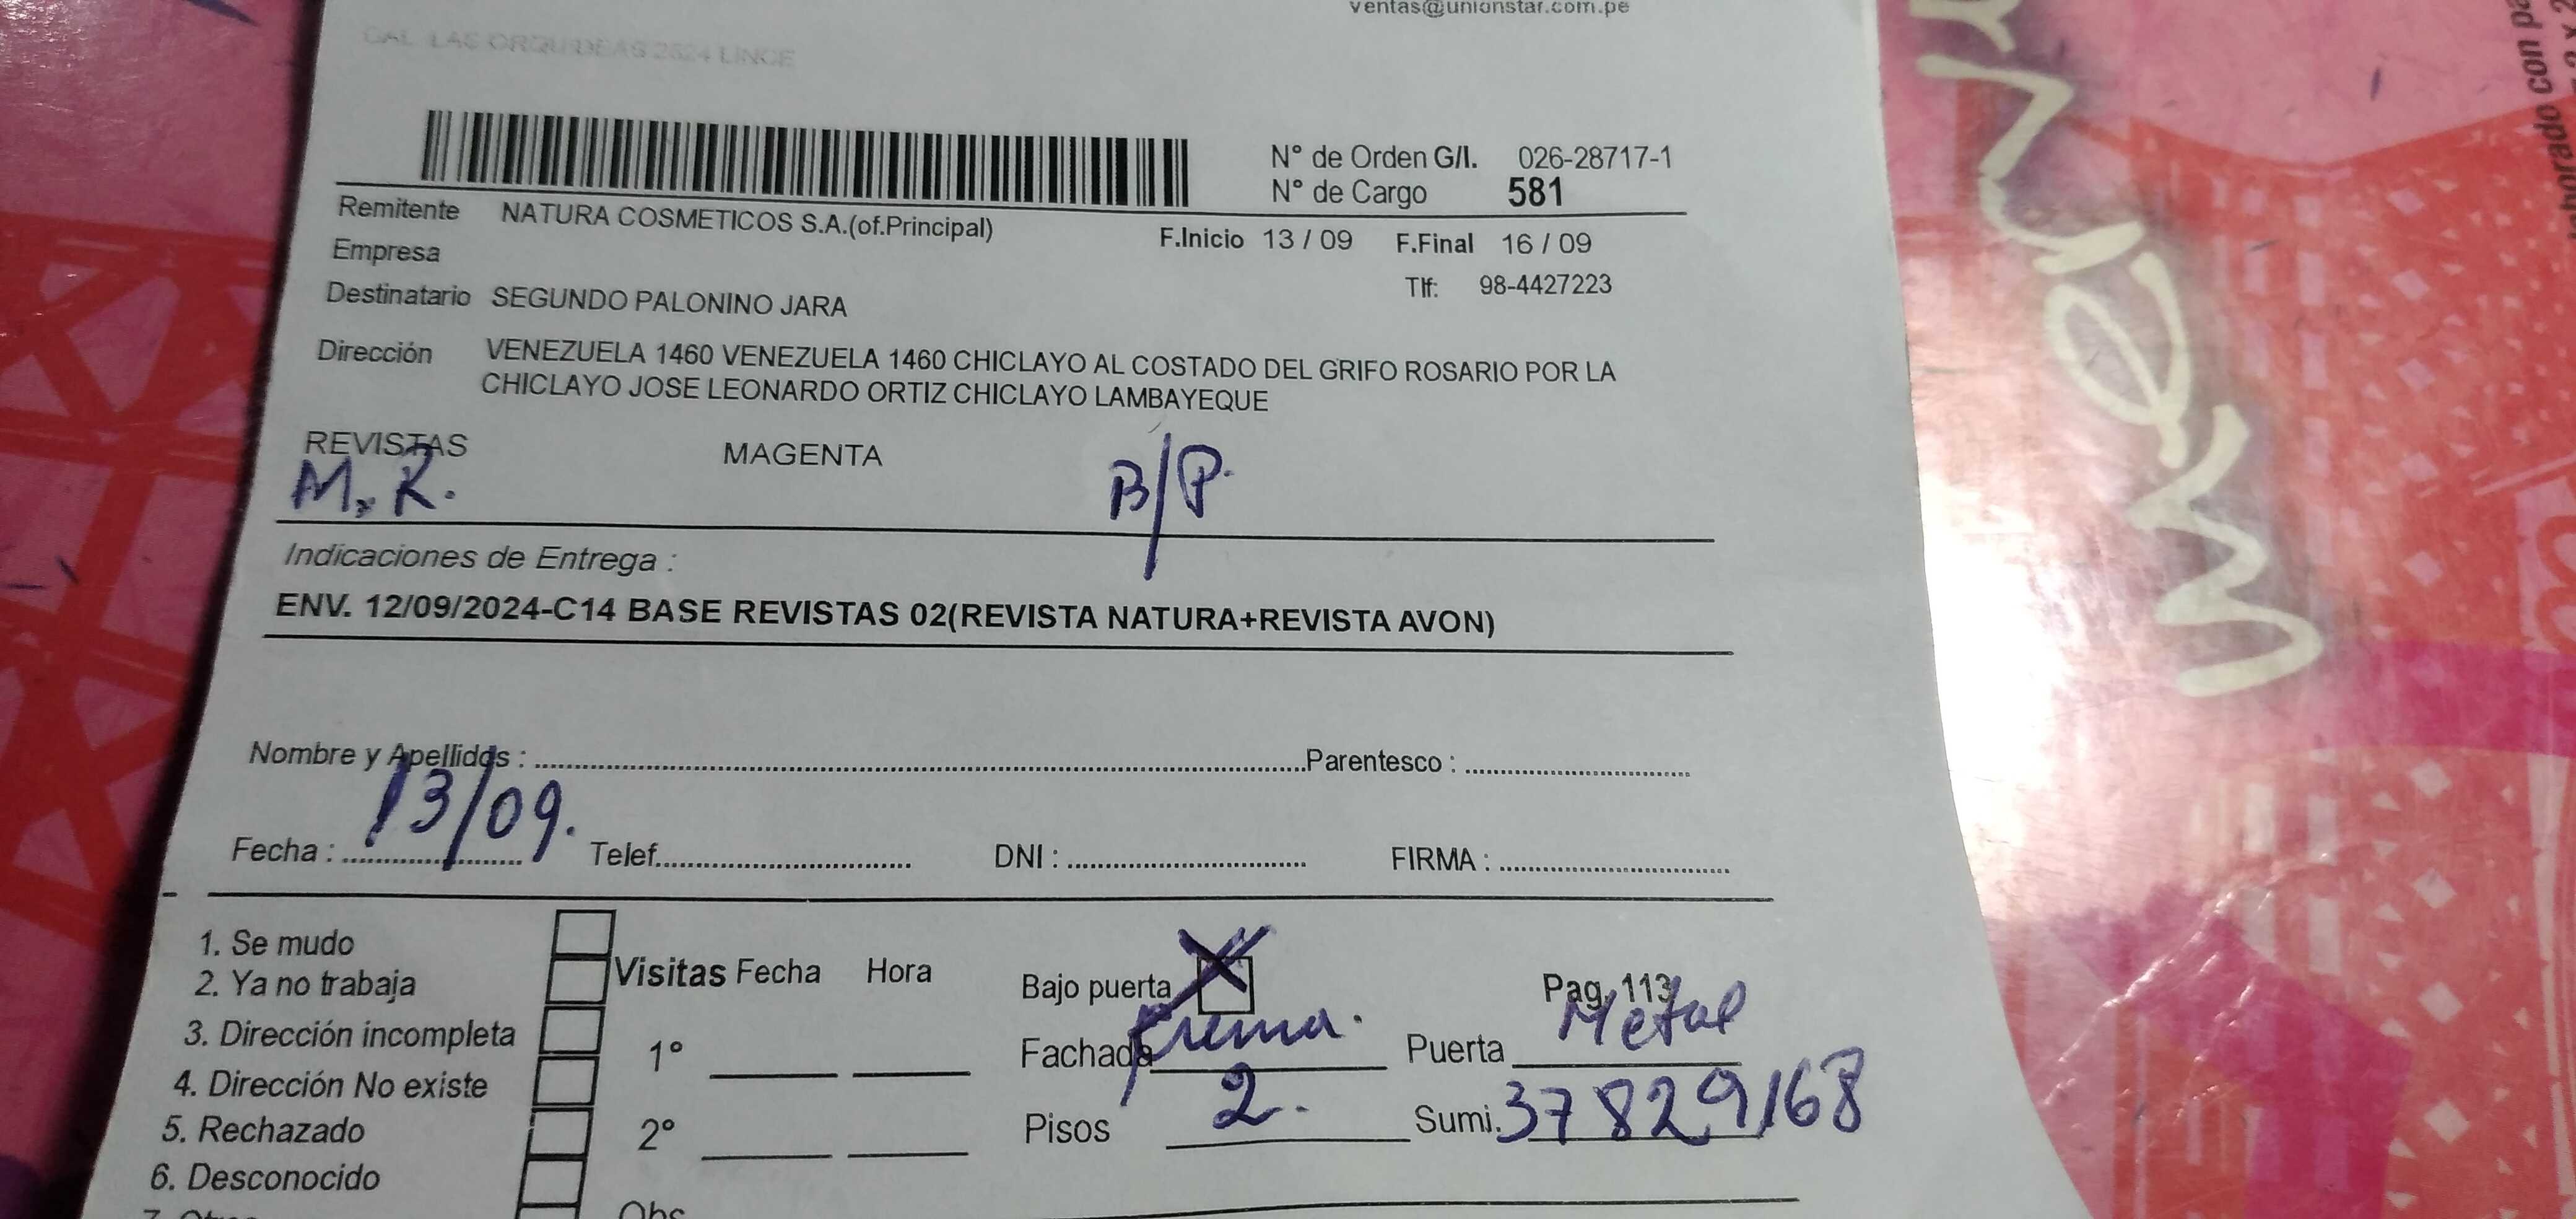 ventas@unionstar.com.pe
CAL LAS ORQUIDEAS 2624 LINCE
N° de Orden G/I. 026-28717-1
N° de Cargo 581
Remitente NATURA COSMETICOS S.A.(of.Principal)
F.Inicio 13 / 09 F.Final 16 / 09
Empresa
Tlf: 98-4427223
Destinatario SEGUNDO PALONINO JARA
Dirección VENEZUELA 1460 VENEZUELA 1460 CHICLAYO AL COSTADO DEL GRIFO ROSARIO POR LA
CHICLAYO JOSE LEONARDO ORTIZ CHICLAYO LAMBAYEQUE
REVISTAS MAGENTA
M. R. B/P.
Indicaciones de Entrega :
ENV. 12/09/2024-C14 BASE REVISTAS 02(REVISTA NATURA+REVISTA AVON)
Nombre y Apellidos : Parentesco :
Fecha : 13/09. Telef. DNI : FIRMA :
1. Se mudo
2. Ya no trabaja
3. Dirección incompleta
4. Dirección No existe
5. Rechazado
6. Desconocido
Visitas Fecha Hora
1°
2°
Obs
Bajo puerta X Pag. 113
Fachada Crema. Puerta Metal
Pisos 2. Sumi. 37829168